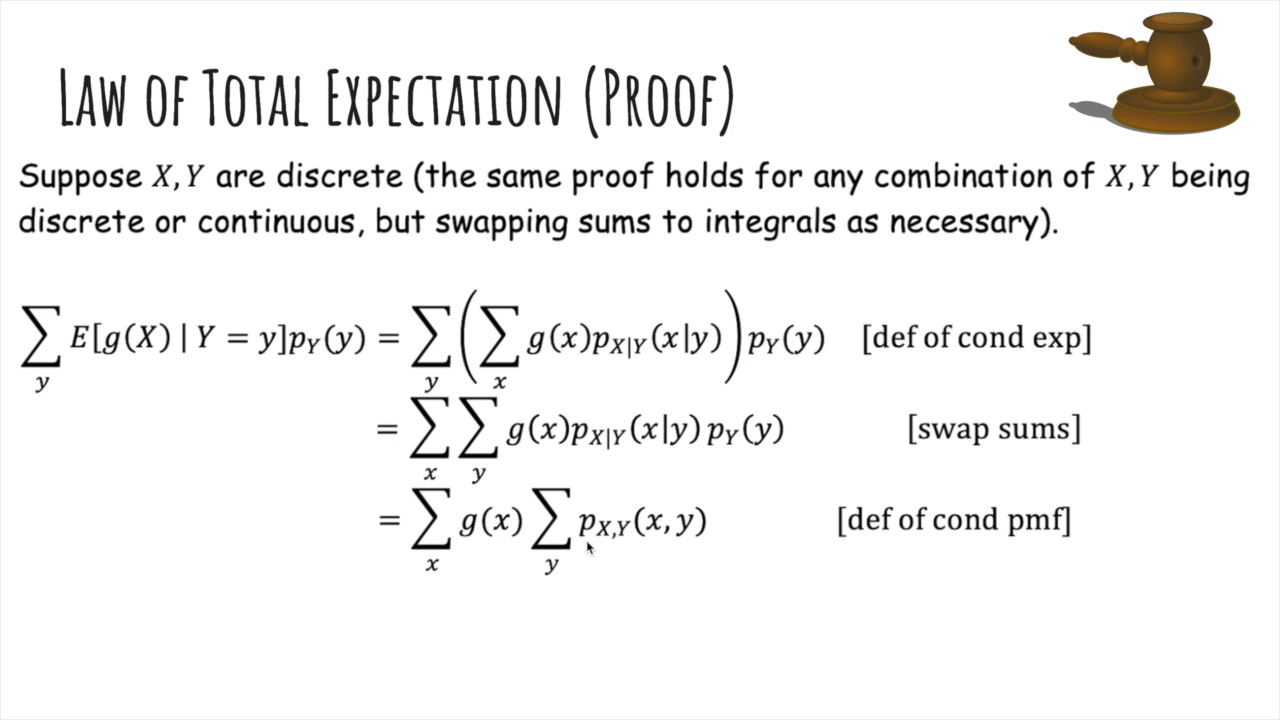 LAW OF TOTAL EXPECTATION (PROOF)
Suppose X, Y are discrete (the same proof holds for any combination of X, Y being
discrete or continuous, but swapping sums to integrals as necessary).
∑_y E[g(X) | Y = y]p_Y(y) = ∑_y (∑_x g(x)p_{X|Y}(x|y)) p_Y(y) [def of cond exp]
= ∑_x ∑_y g(x)p_{X|Y}(x|y) p_Y(y) [swap sums]
= ∑_x g(x) ∑_y p_{X,Y}(x, y) [def of cond pmf]